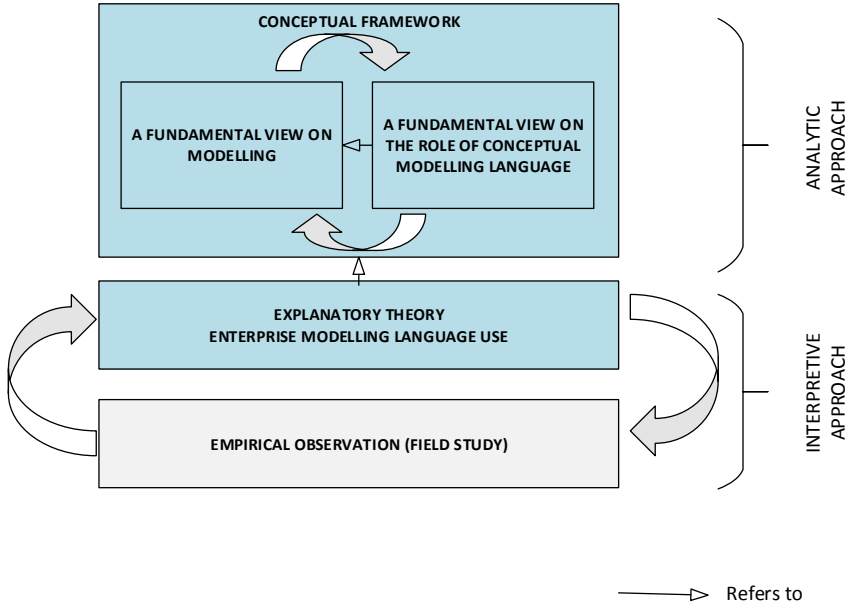 CONCEPTUAL FRAMEWORK
A FUNDAMENTAL VIEW ON
MODELLING
A FUNDAMENTAL VIEW ON
THE ROLE OF CONCEPTUAL
MODELLING LANGUAGE
ANALYTIC
APPROACH
EXPLANATORY THEORY
ENTERPRISE MODELLING LANGUAGE USE
EMPIRICAL OBSERVATION (FIELD STUDY)
INTERPRETIVE
APPROACH
Refers to